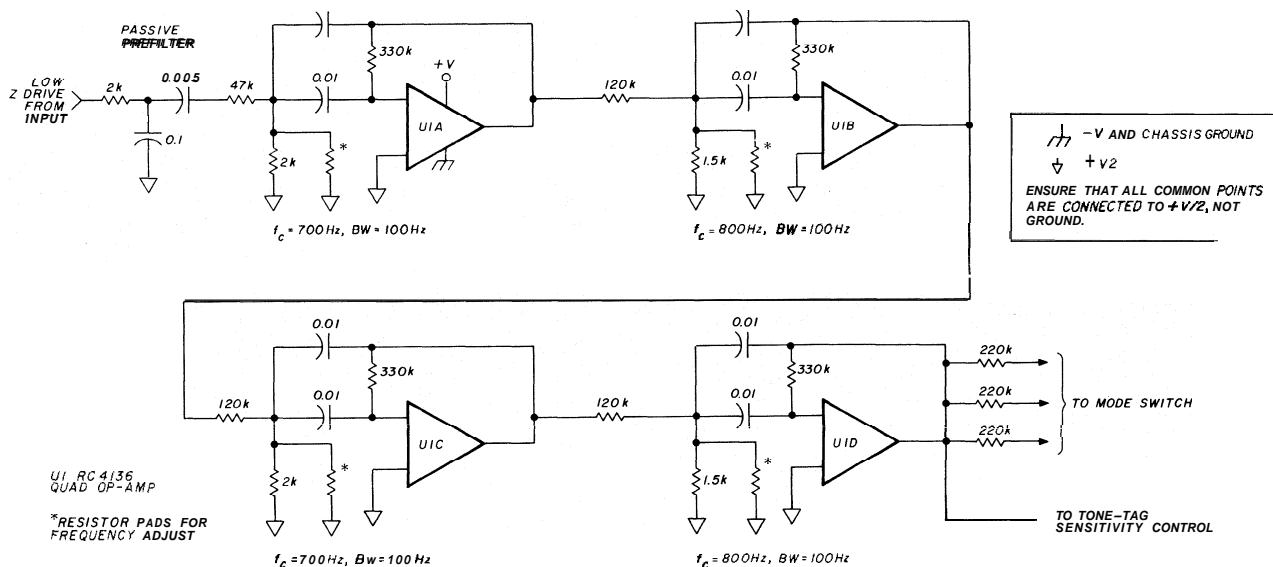 PASSIVE
PREFILTER
LOW
Z DRIVE
FROM
INPUT
2k
0.005
47k
0.1
0.01
330k
+V
U1A
2k
*
f_c = 700Hz, BW = 100Hz
120k
0.01
330k
U1B
1.5k
*
f_c = 800Hz, BW = 100Hz
-V AND CHASSIS GROUND
+V2
ENSURE THAT ALL COMMON POINTS
ARE CONNECTED TO +V/2, NOT
GROUND.
120k
0.01
330k
0.01
U1C
2k
*
f_c = 700Hz, BW = 100Hz
120k
0.01
330k
0.01
U1D
1.5k
*
f_c = 800Hz, BW = 100Hz
220k
220k
220k
TO MODE SWITCH
TO TONE-TAG
SENSITIVITY CONTROL
U1 RC4136
QUAD OP-AMP
*RESISTOR PADS FOR
FREQUENCY ADJUST